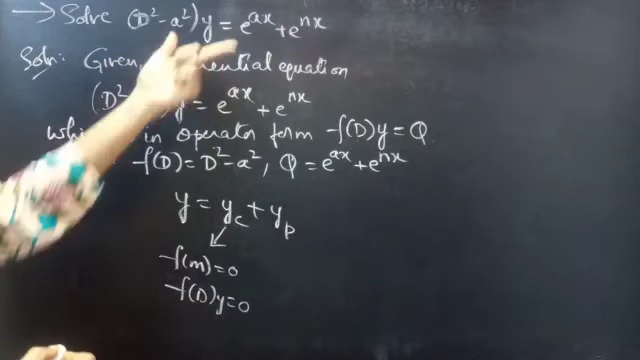 → Solve (D²-a²)y = e^{ax} + e^{nx}
Soln: Given equation
(D² y = e^{ax} + e^{nx}
in operator form f(D)y = Q.
f(D) = D²-a², Q = e^{ax} + e^{nx}
y = y_c + y_p
f(m) = 0
f(D)y = 0